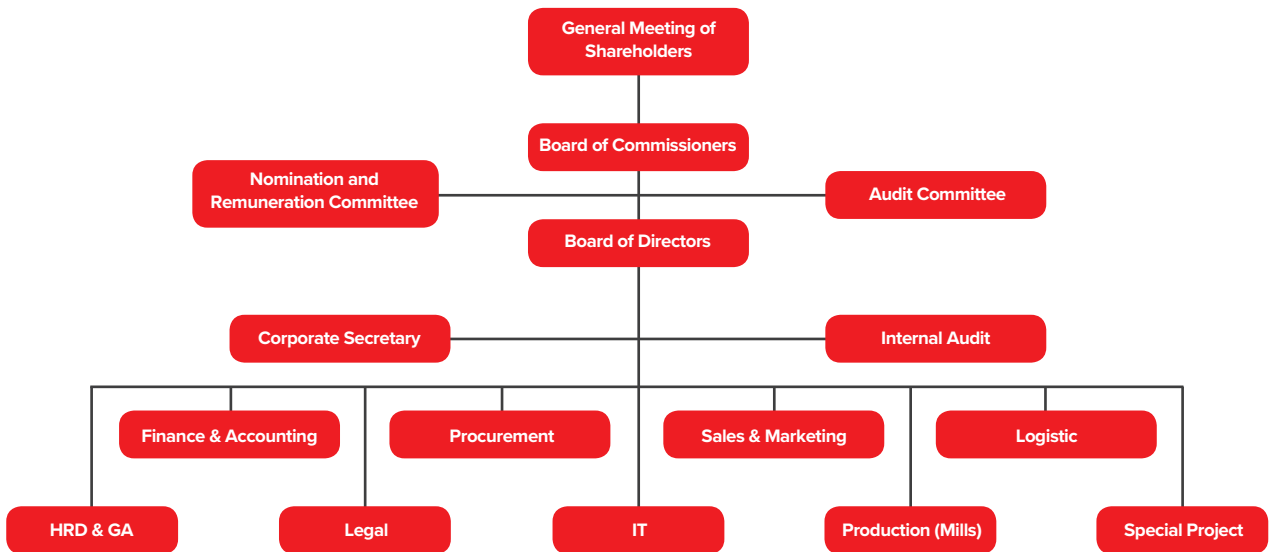 General Meeting of
Shareholders
Board of Commissioners
Nomination and
Remuneration Committee
Audit Committee
Board of Directors
Corporate Secretary
Internal Audit
Finance & Accounting
Procurement
Sales & Marketing
Logistic
HRD & GA
Legal
IT
Production (Mills)
Special Project